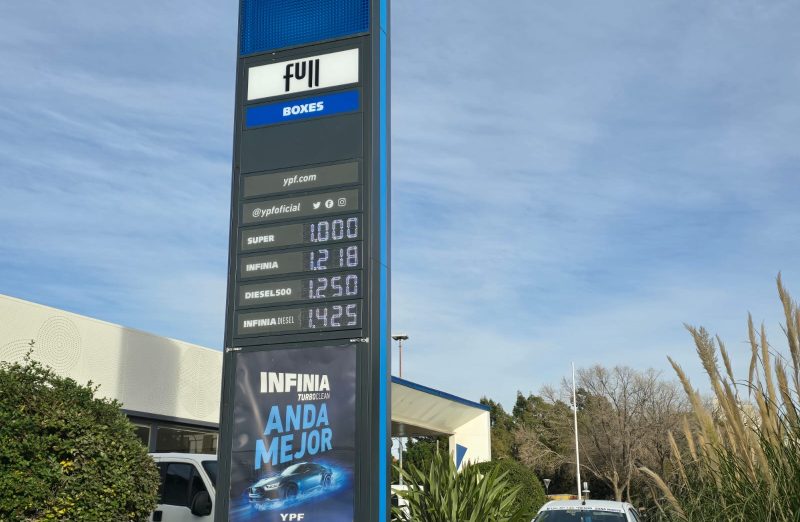 full
BOXES
ypf.com
@ypfoficial
SUPER 1.000
INFINIA 1.218
DIESEL500 1.250
INFINIA DIESEL 1.425
INFINIA
TURBOCLEAN
ANDA
MEJOR
YPF